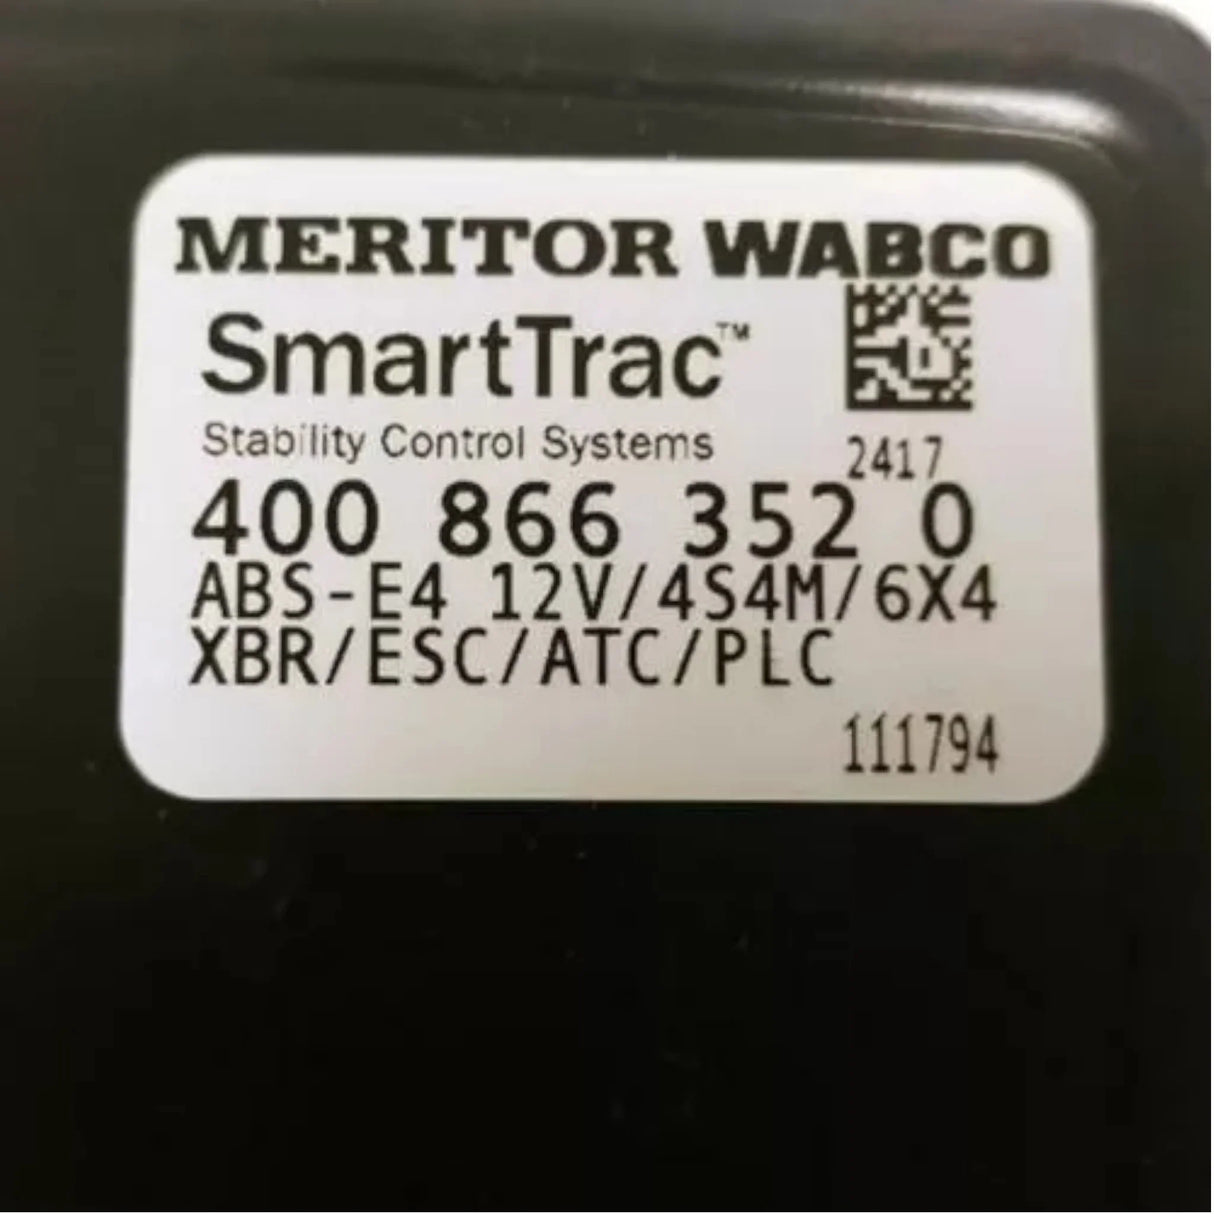 MERITOR WABCO
SmartTrac™
Stability Control Systems
2417
400 866 352 0
ABS-E4 12V/4S4M/6X4
XBR/ESC/ATC/PLC
111794